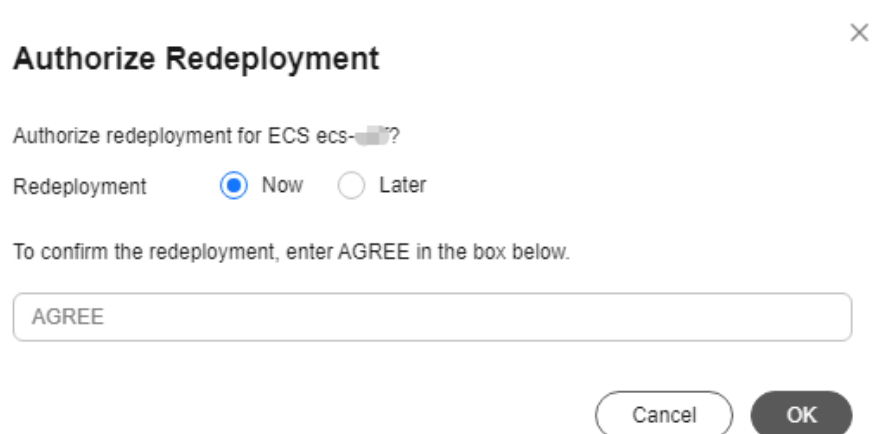 Authorize Redeployment
Authorize redeployment for ECS ecs-?
Redeployment Now Later
To confirm the redeployment, enter AGREE in the box below.
AGREE
Cancel OK